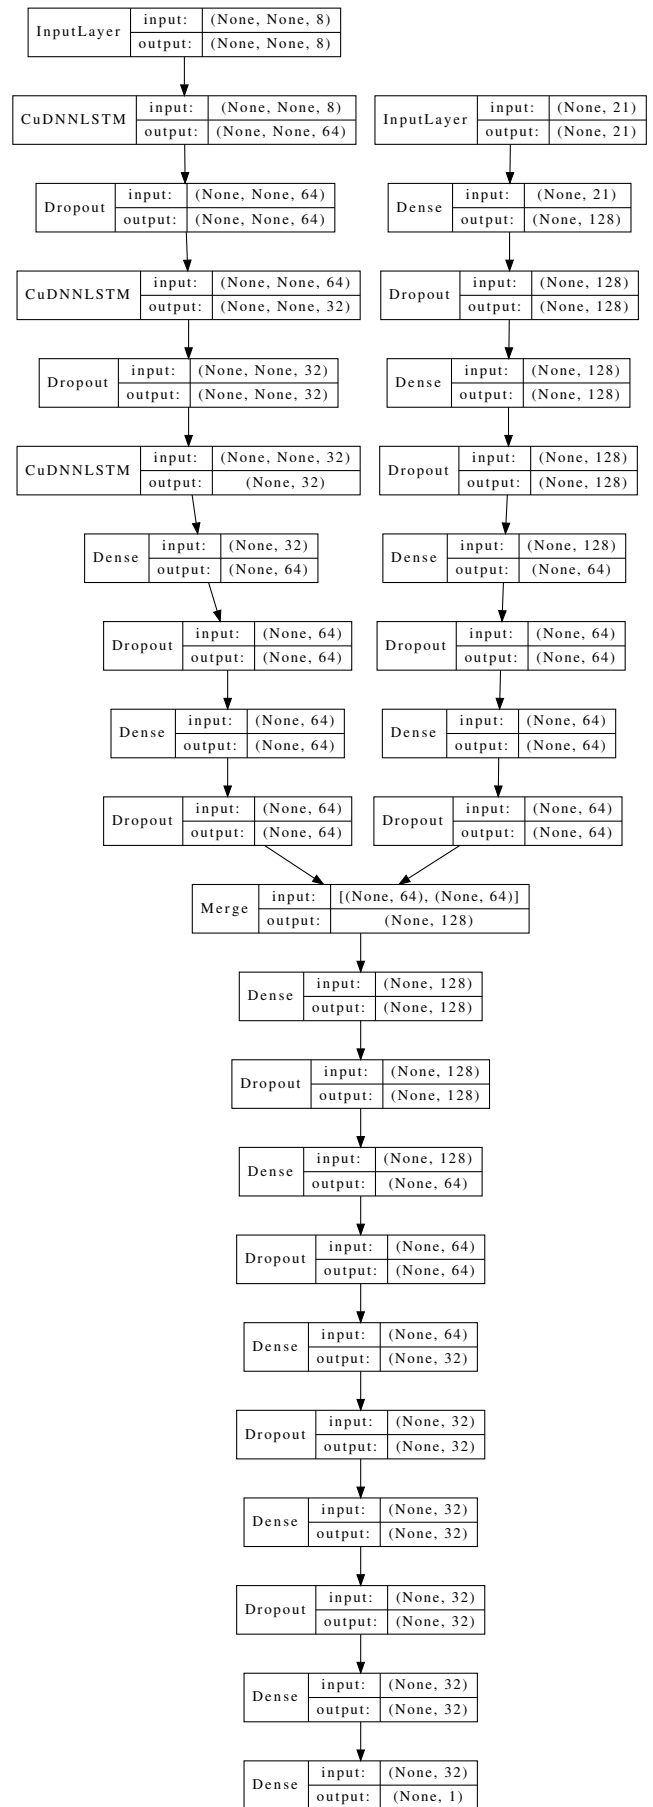 InputLayer input: (None, None, 8)
output: (None, None, 8)
CuDNNLSTM input: (None, None, 8)
output: (None, None, 64)
InputLayer input: (None, 21)
output: (None, 21)
Dropout input: (None, None, 64)
output: (None, None, 64)
Dense input: (None, 21)
output: (None, 128)
CuDNNLSTM input: (None, None, 64)
output: (None, None, 32)
Dropout input: (None, 128)
output: (None, 128)
Dropout input: (None, None, 32)
output: (None, None, 32)
Dense input: (None, 128)
output: (None, 128)
CuDNNLSTM input: (None, None, 32)
output: (None, 32)
Dropout input: (None, 128)
output: (None, 128)
Dense input: (None, 32)
output: (None, 64)
Dense input: (None, 128)
output: (None, 64)
Dropout input: (None, 64)
output: (None, 64)
Dropout input: (None, 64)
output: (None, 64)
Dense input: (None, 64)
output: (None, 64)
Dense input: (None, 64)
output: (None, 64)
Dropout input: (None, 64)
output: (None, 64)
Dropout input: (None, 64)
output: (None, 64)
Merge input: [(None, 64), (None, 64)]
output: (None, 128)
Dense input: (None, 128)
output: (None, 128)
Dropout input: (None, 128)
output: (None, 128)
Dense input: (None, 128)
output: (None, 64)
Dropout input: (None, 64)
output: (None, 64)
Dense input: (None, 64)
output: (None, 32)
Dropout input: (None, 32)
output: (None, 32)
Dense input: (None, 32)
output: (None, 32)
Dropout input: (None, 32)
output: (None, 32)
Dense input: (None, 32)
output: (None, 32)
Dense input: (None, 32)
output: (None, 1)